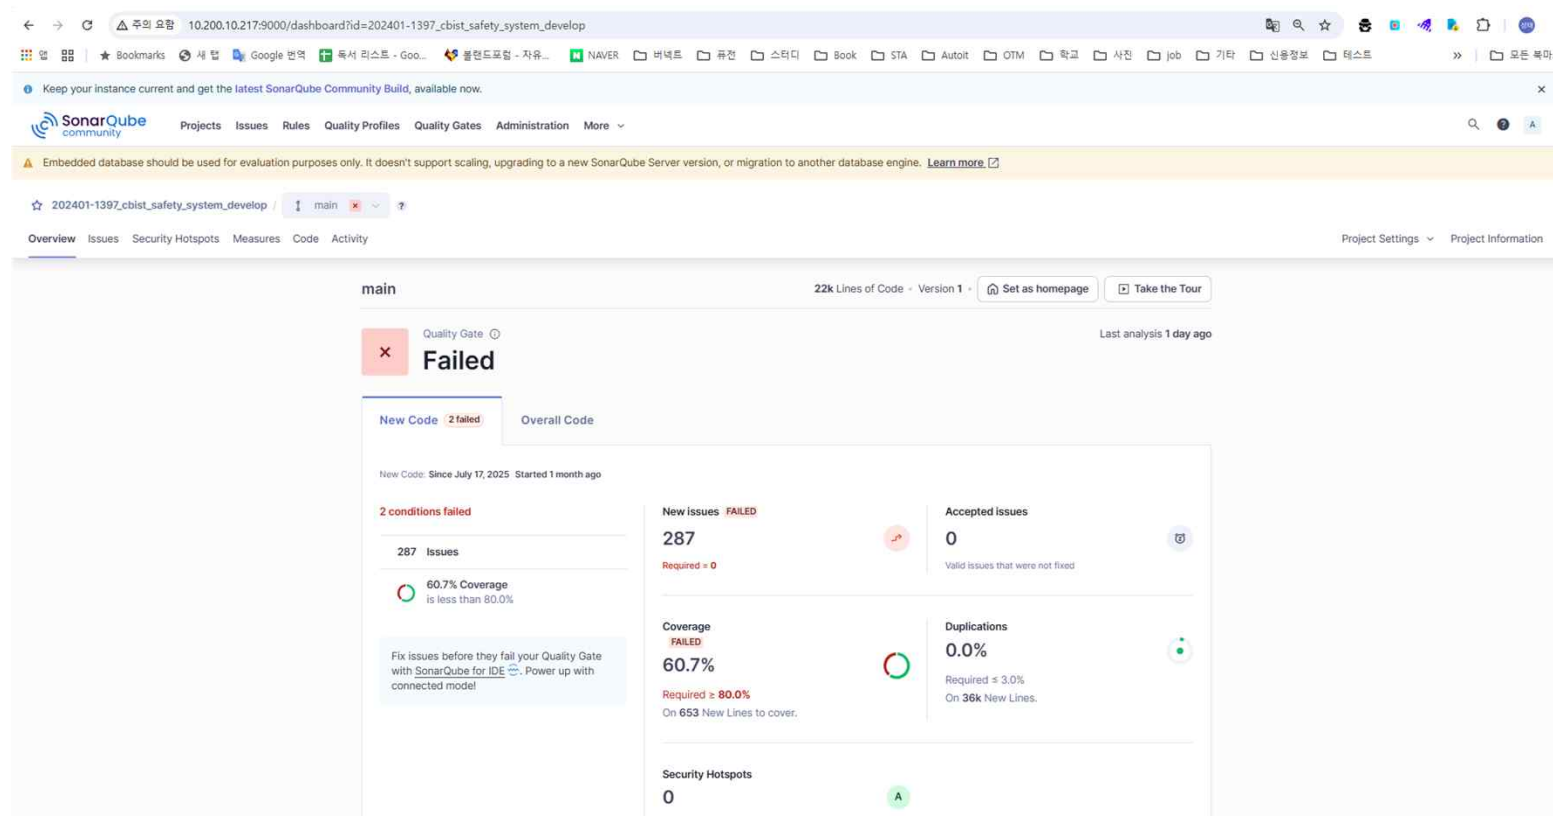 주의 요함 10.200.10.217:9000/dashboard?id=202401-1397_cbist_safety_system_develop
앱 Bookmarks 새 탭 Google 번역 독서 리스트 - Goo... 볼랜드포럼 - 자유... NAVER 버넥트 퓨전 스터디 Book STA Autoit OTM 학교 사진 job 기타 신용정보 테스트 » 모든 북마
Keep your instance current and get the latest SonarQube Community Build, available now.
SonarQube community Projects Issues Rules Quality Profiles Quality Gates Administration More A
Embedded database should be used for evaluation purposes only. It doesn't support scaling, upgrading to a new SonarQube Server version, or migration to another database engine. Learn more
202401-1397_cbist_safety_system_develop / main ?
Overview Issues Security Hotspots Measures Code Activity Project Settings Project Information
main 22k Lines of Code • Version 1 • Set as homepage Take the Tour
Quality Gate
Failed
Last analysis 1 day ago
New Code 2 failed Overall Code
New Code: Since July 17, 2025 Started 1 month ago
2 conditions failed
287 Issues
60.7% Coverage
is less than 80.0%
Fix issues before they fail your Quality Gate
with SonarQube for IDE. Power up with
connected mode!
New issues FAILED
287
Required = 0
Accepted issues
0
Valid issues that were not fixed
Coverage
FAILED
60.7%
Required ≥ 80.0%
On 653 New Lines to cover.
Duplications
0.0%
Required ≤ 3.0%
On 36k New Lines.
Security Hotspots
0
A